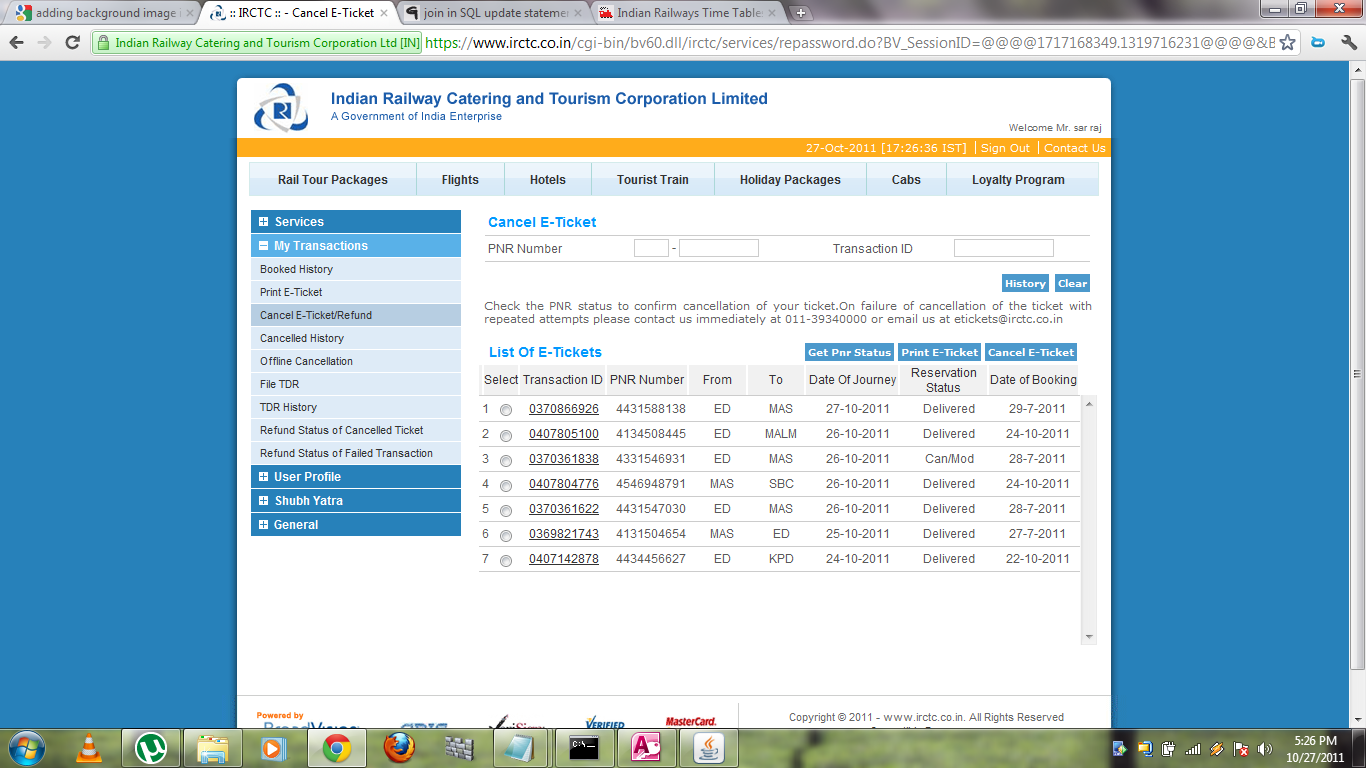 adding background image i
:: IRCTC :: - Cancel E-Ticket
join in SQL update stateme
Indian Railways Time Table
Indian Railway Catering and Tourism Corporation Ltd [IN] https://www.irctc.co.in/cgi-bin/bv60.dll/irctc/services/repassword.do?BV_SessionID=@@@@1717168349.1319716231@@@@&B
Indian Railway Catering and Tourism Corporation Limited
A Government of India Enterprise
Welcome Mr. sar raj
27-Oct-2011 [17:26:36 IST] | Sign Out | Contact Us
Rail Tour Packages Flights Hotels Tourist Train Holiday Packages Cabs Loyalty Program
Services
My Transactions
Booked History
Print E-Ticket
Cancel E-Ticket/Refund
Cancelled History
Offline Cancellation
File TDR
TDR History
Refund Status of Cancelled Ticket
Refund Status of Failed Transaction
User Profile
Shubh Yatra
General
Cancel E-Ticket
PNR Number - Transaction ID
History Clear
Check the PNR status to confirm cancellation of your ticket.On failure of cancellation of the ticket with
repeated attempts please contact us immediately at 011-39340000 or email us at etickets@irctc.co.in
List Of E-Tickets Get Pnr Status Print E-Ticket Cancel E-Ticket
Select Transaction ID PNR Number From To Date Of Journey Reservation Status Date of Booking
1 0370866926 4431588138 ED MAS 27-10-2011 Delivered 29-7-2011
2 0407805100 4134508445 ED MALM 26-10-2011 Delivered 24-10-2011
3 0370361838 4331546931 ED MAS 26-10-2011 Can/Mod 28-7-2011
4 0407804776 4546948791 MAS SBC 26-10-2011 Delivered 24-10-2011
5 0370361622 4431547030 ED MAS 26-10-2011 Delivered 28-7-2011
6 0369821743 4131504654 MAS ED 25-10-2011 Delivered 27-7-2011
7 0407142878 4434456627 ED KPD 24-10-2011 Delivered 22-10-2011
Powered by
VERIFIED
MasterCard.
Copyright © 2011 - www.irctc.co.in. All Rights Reserved
5:26 PM
10/27/2011